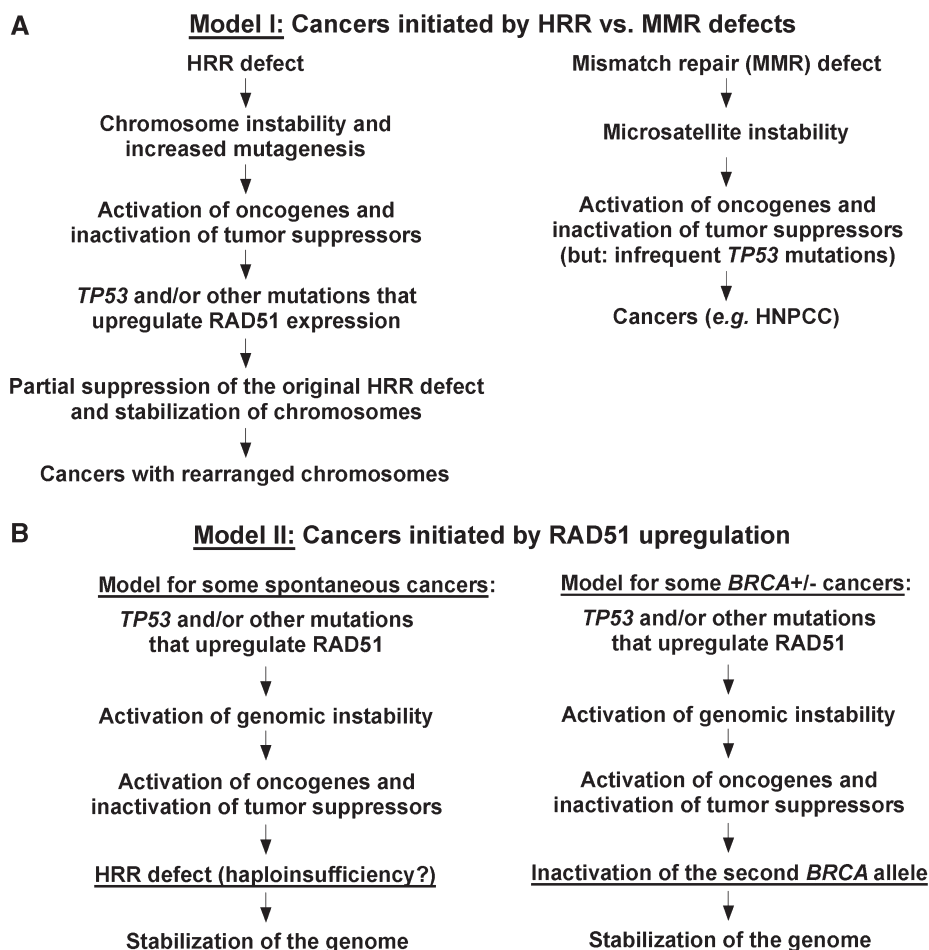 A
Model I: Cancers initiated by HRR vs. MMR defects
HRR defect
Chromosome instability and
increased mutagenesis
Activation of oncogenes and
inactivation of tumor suppressors
TP53 and/or other mutations that
upregulate RAD51 expression
Partial suppression of the original HRR defect
and stabilization of chromosomes
Cancers with rearranged chromosomes
Mismatch repair (MMR) defect
Microsatellite instability
Activation of oncogenes and
inactivation of tumor suppressors
(but: infrequent TP53 mutations)
Cancers (e.g. HNPCC)
B
Model II: Cancers initiated by RAD51 upregulation
Model for some spontaneous cancers:
TP53 and/or other mutations
that upregulate RAD51
Activation of genomic instability
Activation of oncogenes and
inactivation of tumor suppressors
HRR defect (haploinsufficiency?)
Stabilization of the genome
Model for some BRCA+/- cancers:
TP53 and/or other mutations
that upregulate RAD51
Activation of genomic instability
Activation of oncogenes and
inactivation of tumor suppressors
Inactivation of the second BRCA allele
Stabilization of the genome